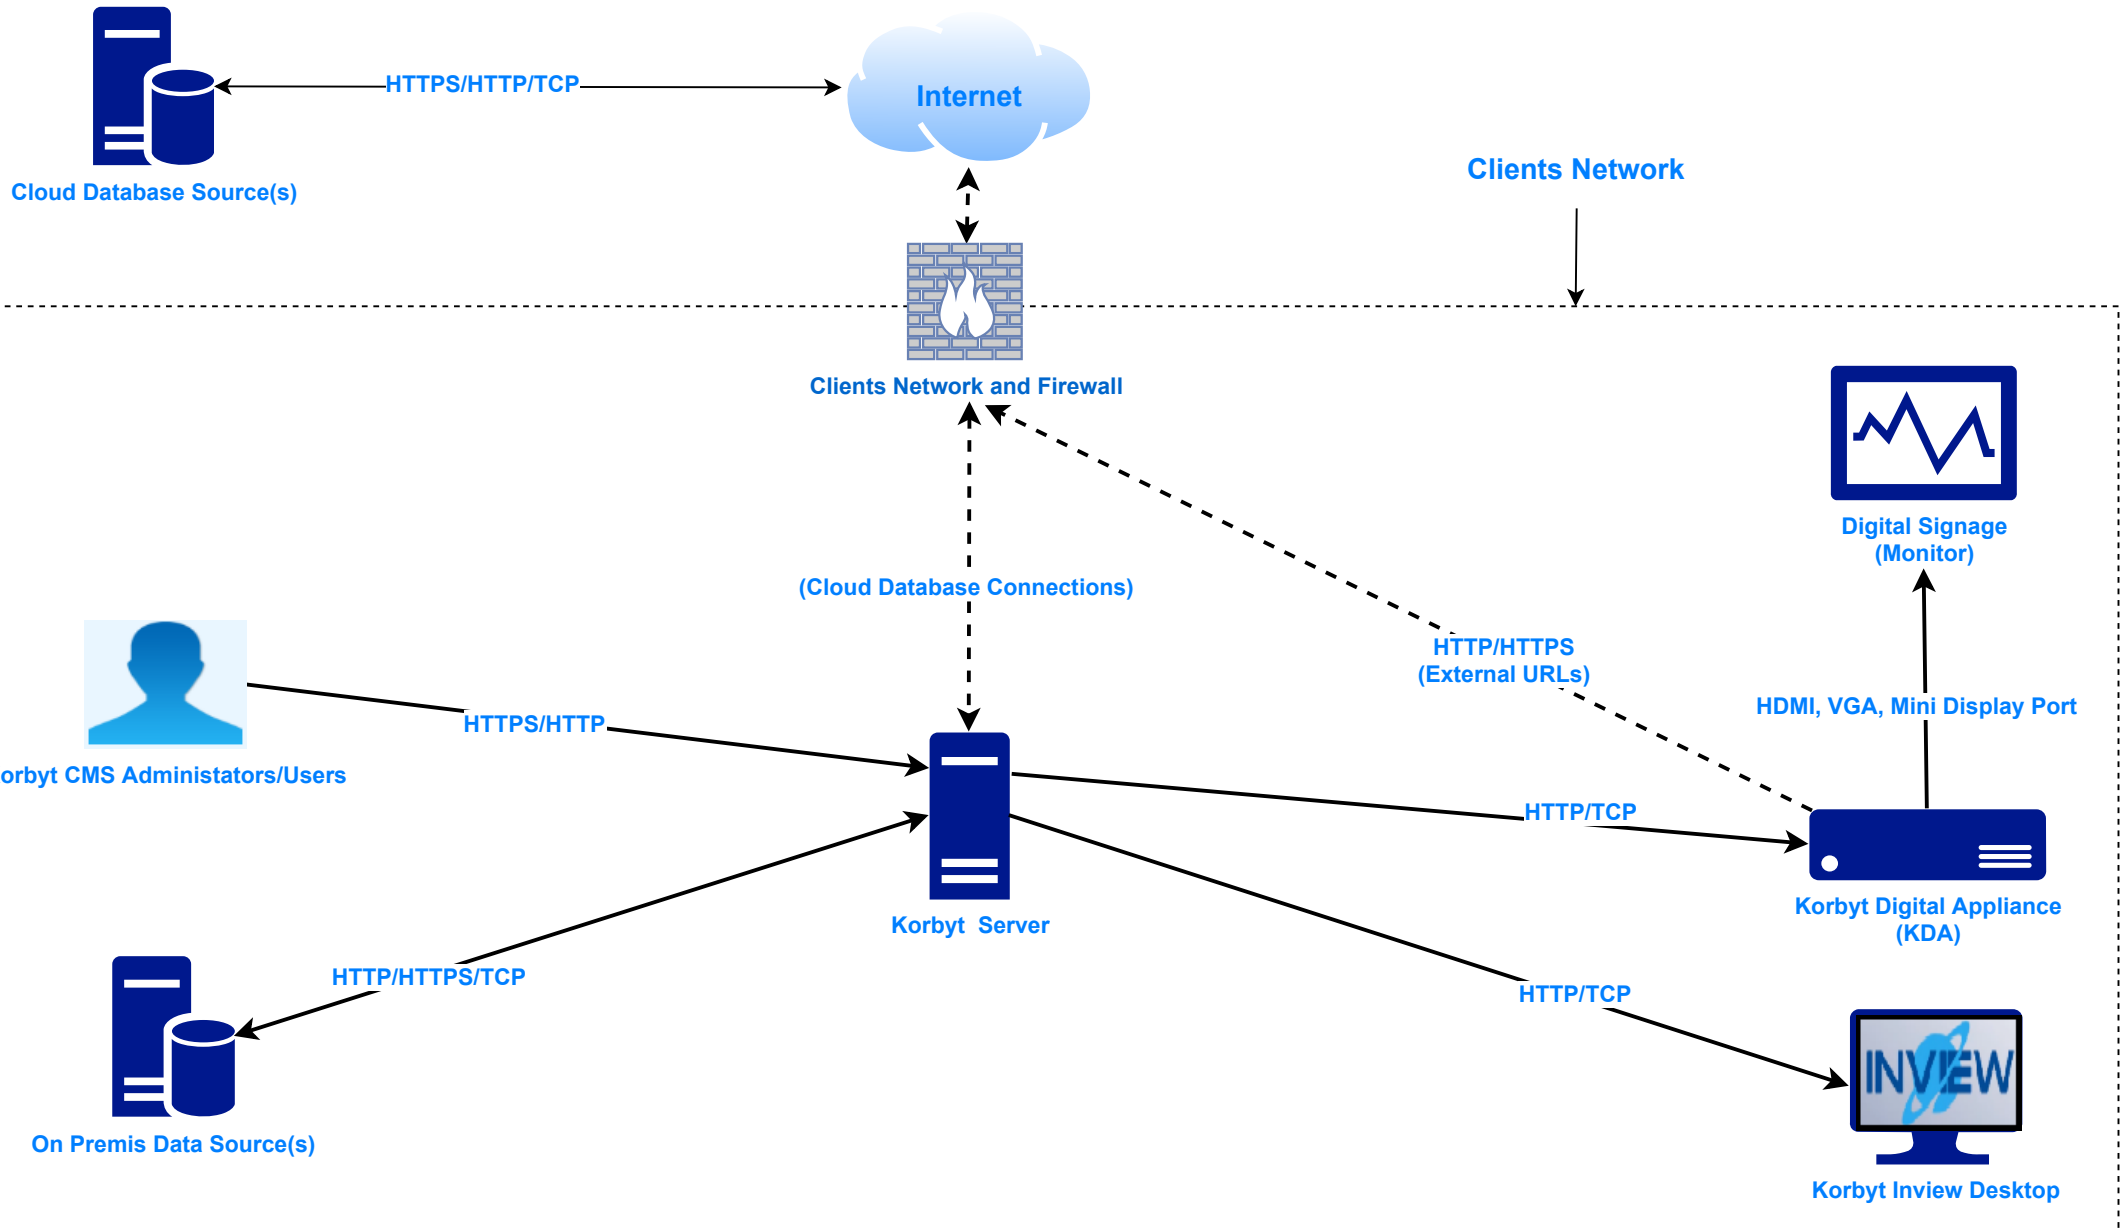 HTTPS/HTTP/TCP
Internet
Cloud Database Source(s)
Clients Network
Clients Network and Firewall
Digital Signage
(Monitor)
(Cloud Database Connections)
HTTP/HTTPS
(External URLs)
HDMI, VGA, Mini Display Port
HTTPS/HTTP
orbyt CMS Administators/Users
HTTP/TCP
Korbyt Server
Korbyt Digital Appliance
(KDA)
HTTP/HTTPS/TCP
HTTP/TCP
INVIEW
On Premis Data Source(s)
Korbyt Inview Desktop